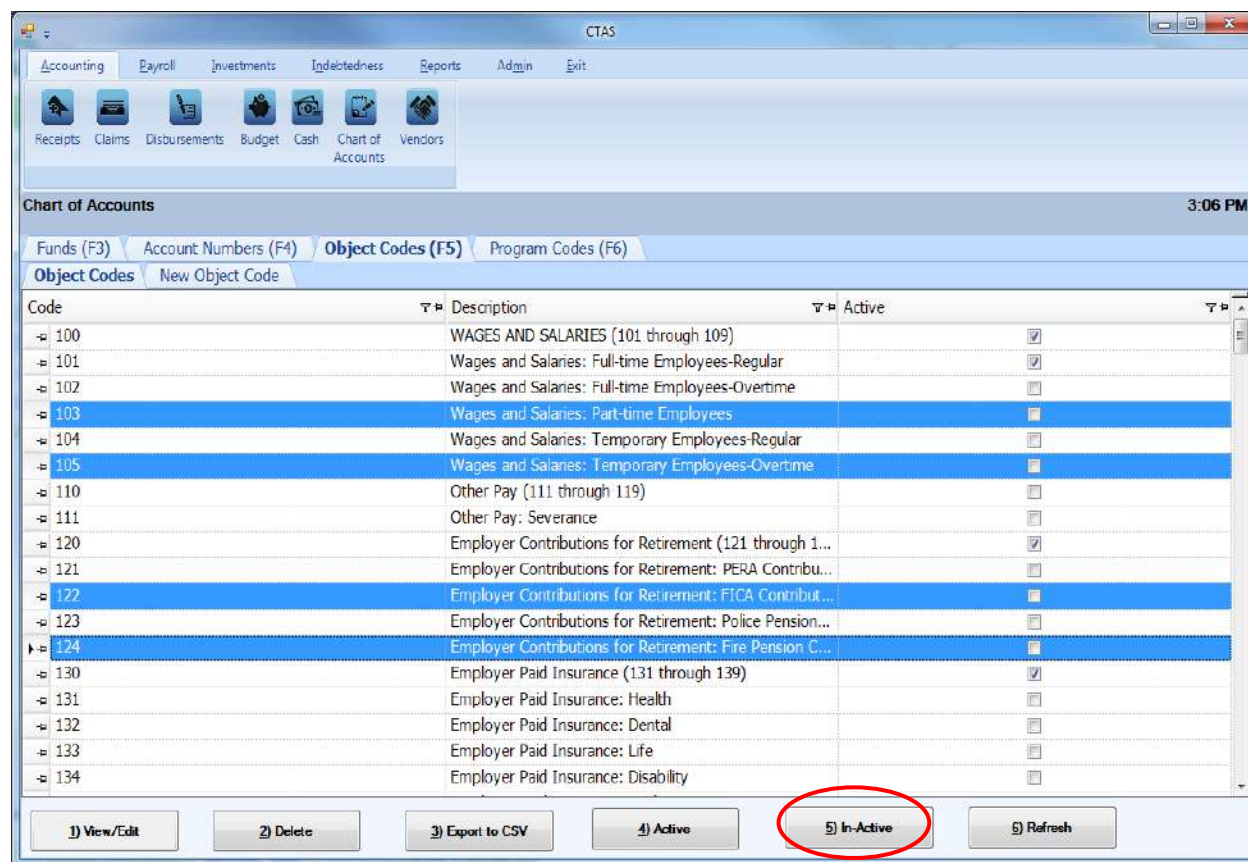 CTAS
Accounting Payroll Investments Indebtedness Reports Admin Exit
Receipts Claims Disbursements Budget Cash Chart of Accounts Vendors
Chart of Accounts 3:06 PM
Funds (F3) Account Numbers (F4) Object Codes (F5) Program Codes (F6)
Object Codes New Object Code
Code Description Active
100 WAGES AND SALARIES (101 through 109)
101 Wages and Salaries: Full-time Employees-Regular
102 Wages and Salaries: Full-time Employees-Overtime
103 Wages and Salaries: Part-time Employees
104 Wages and Salaries: Temporary Employees-Regular
105 Wages and Salaries: Temporary Employees-Overtime
110 Other Pay (111 through 119)
111 Other Pay: Severance
120 Employer Contributions for Retirement (121 through 1...
121 Employer Contributions for Retirement: PERA Contribu...
122 Employer Contributions for Retirement: FICA Contribut...
123 Employer Contributions for Retirement: Police Pension...
124 Employer Contributions for Retirement: Fire Pension C...
130 Employer Paid Insurance (131 through 139)
131 Employer Paid Insurance: Health
132 Employer Paid Insurance: Dental
133 Employer Paid Insurance: Life
134 Employer Paid Insurance: Disability
1) View/Edit 2) Delete 3) Export to CSV 4) Active 5) In-Active 6) Refresh